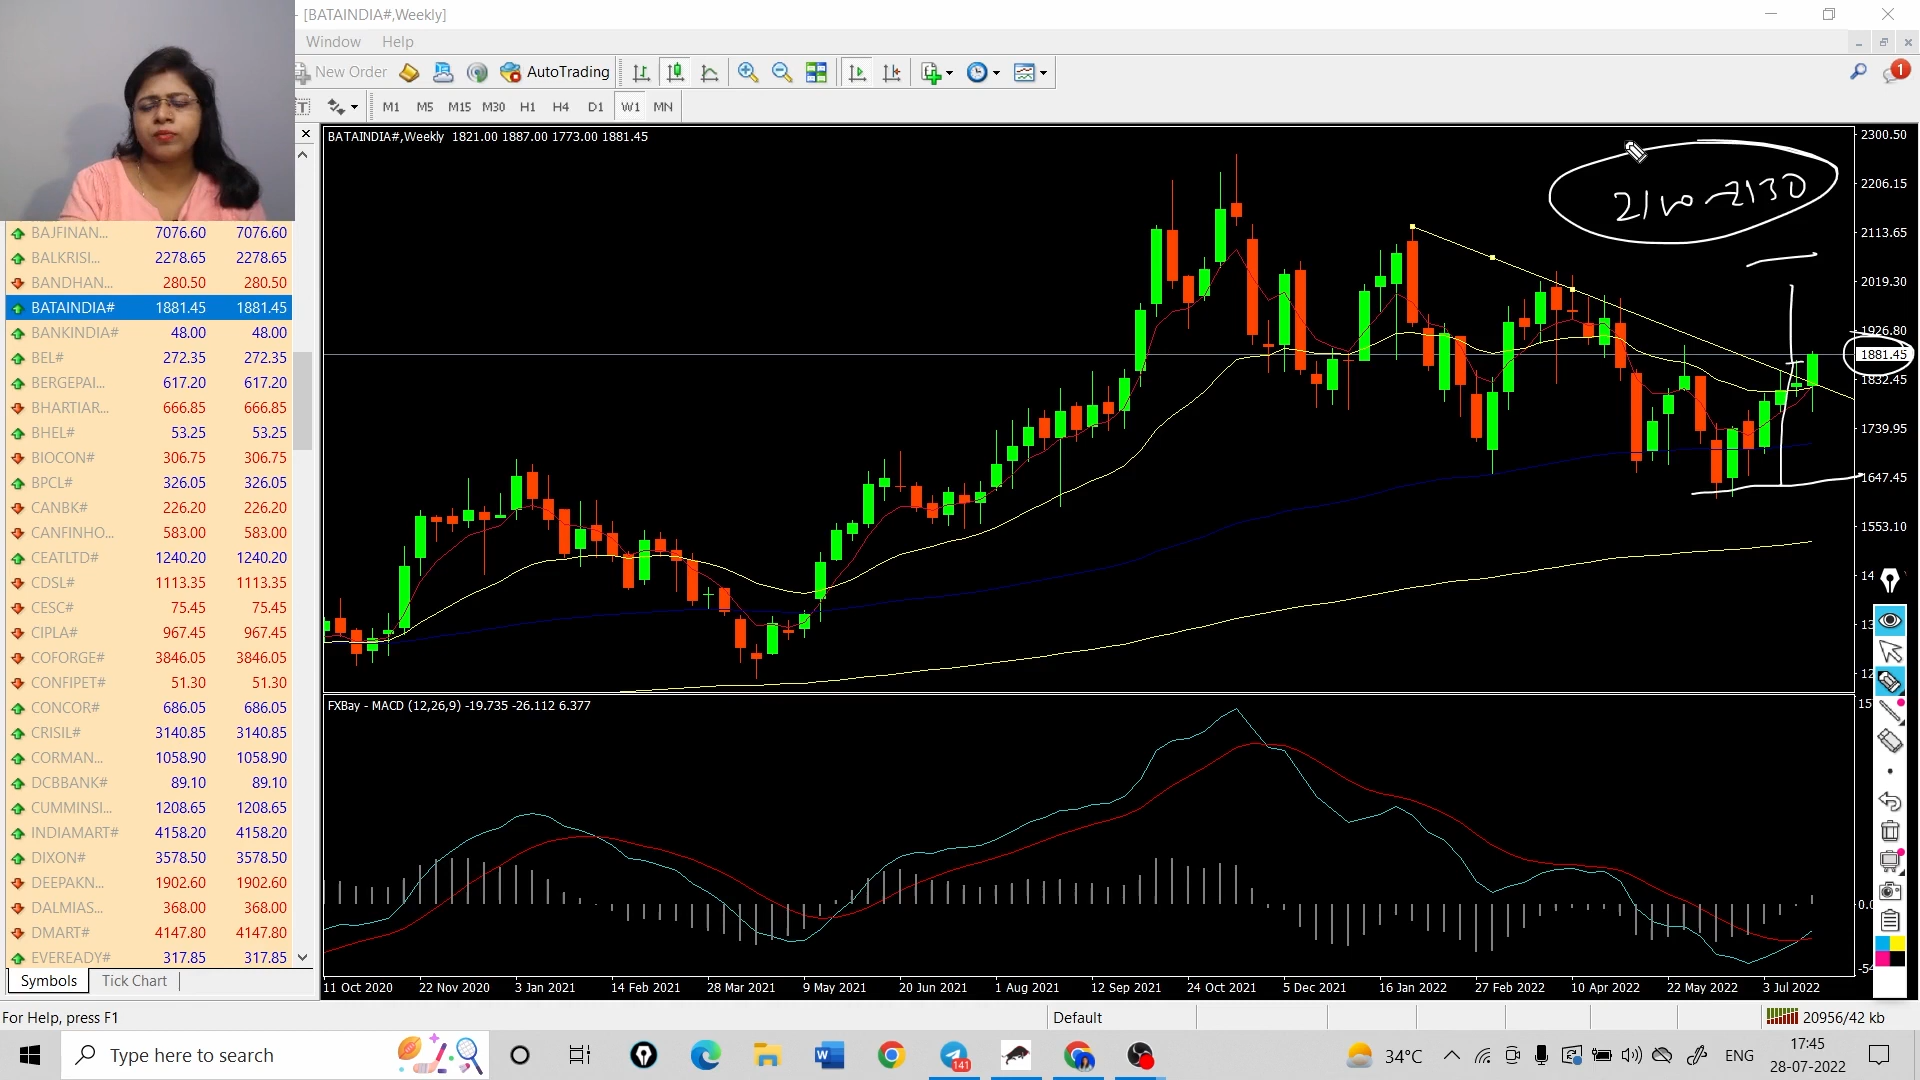 - [BATAINDIA#,Weekly]
Window Help
New Order AutoTrading
T M1 M5 M15 M30 H1 H4 D1 W1 MN
1
BATAINDIA#,Weekly 1821.00 1887.00 1773.00 1881.45
2300.50
2206.15
2113.65
2019.30
1926.80
1881.45
1832.45
1739.95
1647.45
1553.10
14
13
12
2100-2130
BAJFINAN... 7076.60 7076.60
BALKRISI... 2278.65 2278.65
BANDHAN... 280.50 280.50
BATAINDIA# 1881.45 1881.45
BANKINDIA# 48.00 48.00
BEL# 272.35 272.35
BERGEPAI... 617.20 617.20
BHARTIAR... 666.85 666.85
BHEL# 53.25 53.25
BIOCON# 306.75 306.75
BPCL# 326.05 326.05
CANBK# 226.20 226.20
CANFINHO... 583.00 583.00
CEATLTD# 1240.20 1240.20
CDSL# 1113.35 1113.35
CESC# 75.45 75.45
CIPLA# 967.45 967.45
COFORGE# 3846.05 3846.05
CONFIPET# 51.30 51.30
CONCOR# 686.05 686.05
CRISIL# 3140.85 3140.85
CORMAN... 1058.90 1058.90
DCBBANK# 89.10 89.10
CUMMINSI... 1208.65 1208.65
INDIAMART# 4158.20 4158.20
DIXON# 3578.50 3578.50
DEEPAKN... 1902.60 1902.60
DALMIAS... 368.00 368.00
DMART# 4147.80 4147.80
EVEREADY# 317.85 317.85
Symbols Tick Chart
FXBay - MACD (12,26,9) -19.735 -26.112 6.377
15
0.0
-54
11 Oct 2020 22 Nov 2020 3 Jan 2021 14 Feb 2021 28 Mar 2021 9 May 2021 20 Jun 2021 1 Aug 2021 12 Sep 2021 24 Oct 2021 5 Dec 2021 16 Jan 2022 27 Feb 2022 10 Apr 2022 22 May 2022 3 Jul 2022
For Help, press F1 Default 20956/42 kb
Type here to search
141
34°C ENG
17:45
28-07-2022